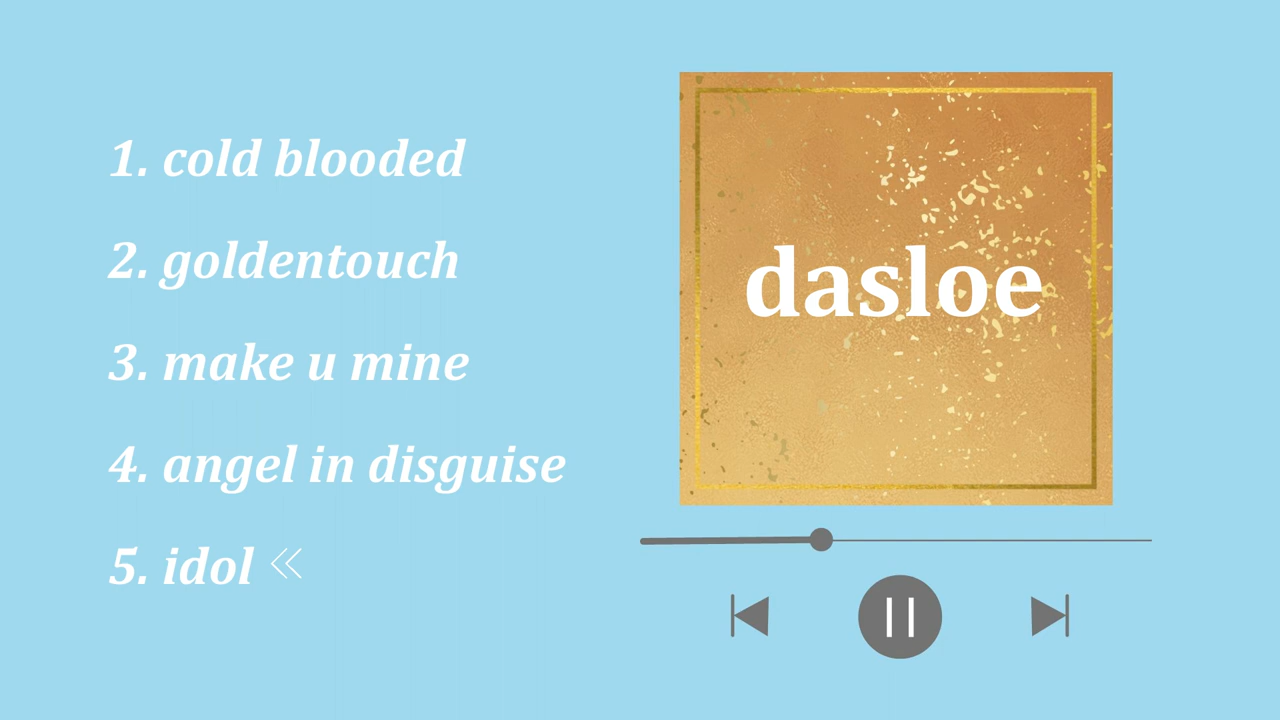 1. cold blooded
2. goldentouch
3. make u mine
4. angel in disguise
5. idol «
dasloe